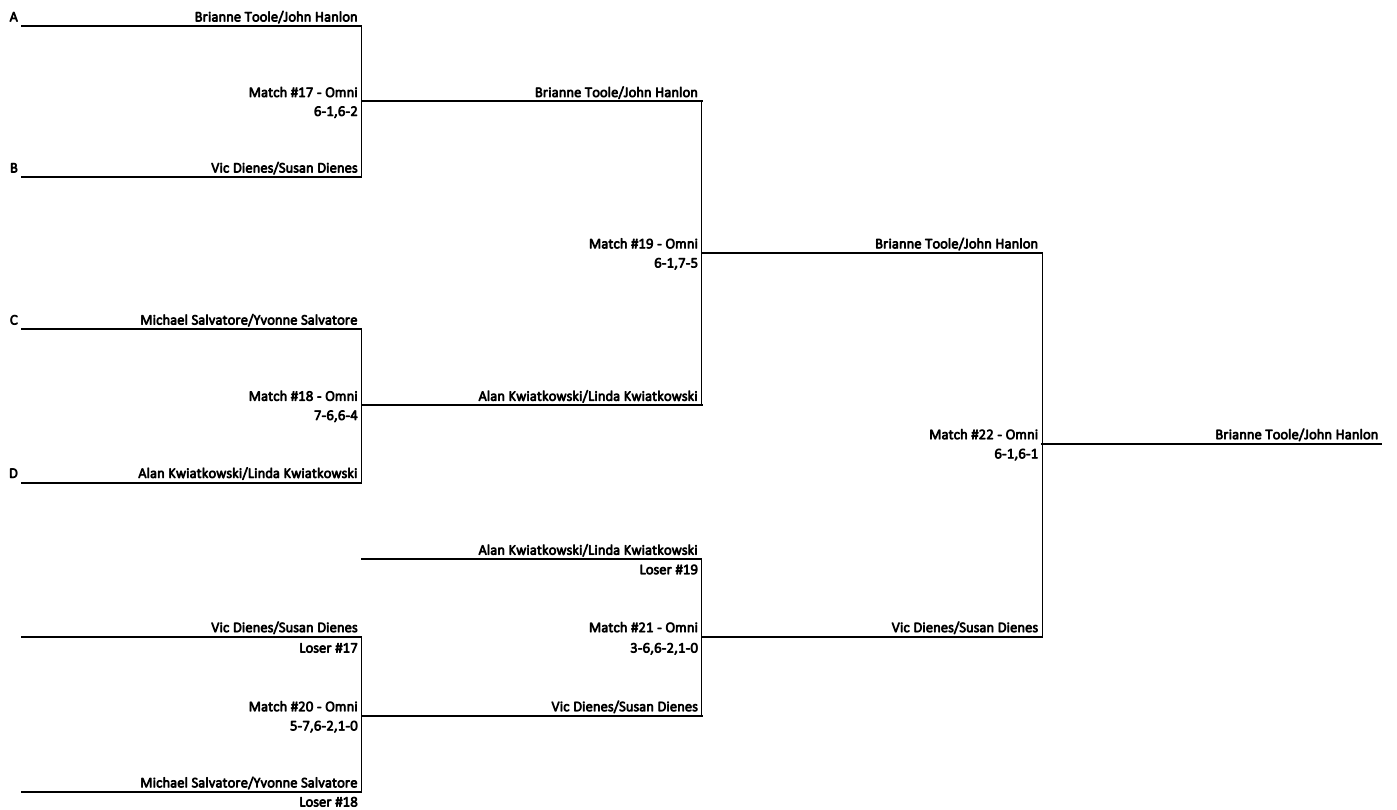 A
Brianne Toole/John Hanlon
Match #17 - Omni
6-1,6-2
Brianne Toole/John Hanlon
B
Vic Dienes/Susan Dienes
Match #19 - Omni
6-1,7-5
Brianne Toole/John Hanlon
C
Michael Salvatore/Yvonne Salvatore
Match #18 - Omni
7-6,6-4
Alan Kwiatkowski/Linda Kwiatkowski
Match #22 - Omni
6-1,6-1
Brianne Toole/John Hanlon
D
Alan Kwiatkowski/Linda Kwiatkowski
Alan Kwiatkowski/Linda Kwiatkowski
Loser #19
Vic Dienes/Susan Dienes
Loser #17
Match #21 - Omni
3-6,6-2,1-0
Vic Dienes/Susan Dienes
Match #20 - Omni
5-7,6-2,1-0
Vic Dienes/Susan Dienes
Michael Salvatore/Yvonne Salvatore
Loser #18